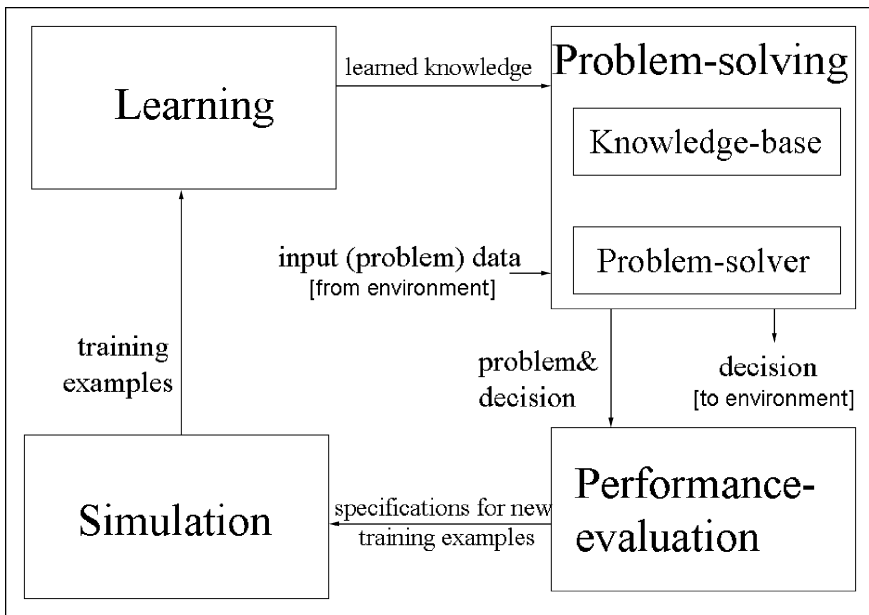 Learning
learned knowledge
Problem-solving
Knowledge-base
input (problem) data
[from environment]
Problem-solver
training
examples
problem&
decision
decision
[to environment]
Simulation
specifications for new
training examples
Performance-
evaluation